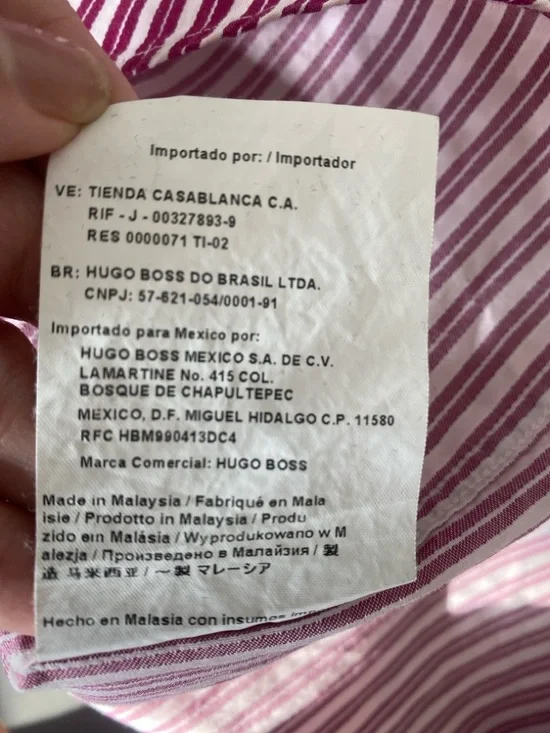 Importado por: / Importador
VE: TIENDA CASABLANCA C.A.
RIF - J - 00327893-9
RES 0000071 TI-02
BR: HUGO BOSS DO BRASIL LTDA.
CNPJ: 57-621-054/0001-91
Importado para Mexico por:
HUGO BOSS MEXICO S.A. DE C.V.
LAMARTINE No. 415 COL.
BOSQUE DE CHAPULTEPEC
MEXICO, D.F. MIGUEL HIDALGO C.P. 11580
RFC HBM990413DC4
Marca Comercial: HUGO BOSS
Made in Malaysia / Fabriqué en Mala
isie / Prodotto in Malaysia / Produ
zido em Malásia / Wyprodukowano w M
alezja / Произведено в Малайзия / 製
造 马米西亚 / ～製 マレーシア
Hecho en Malasia con insumos